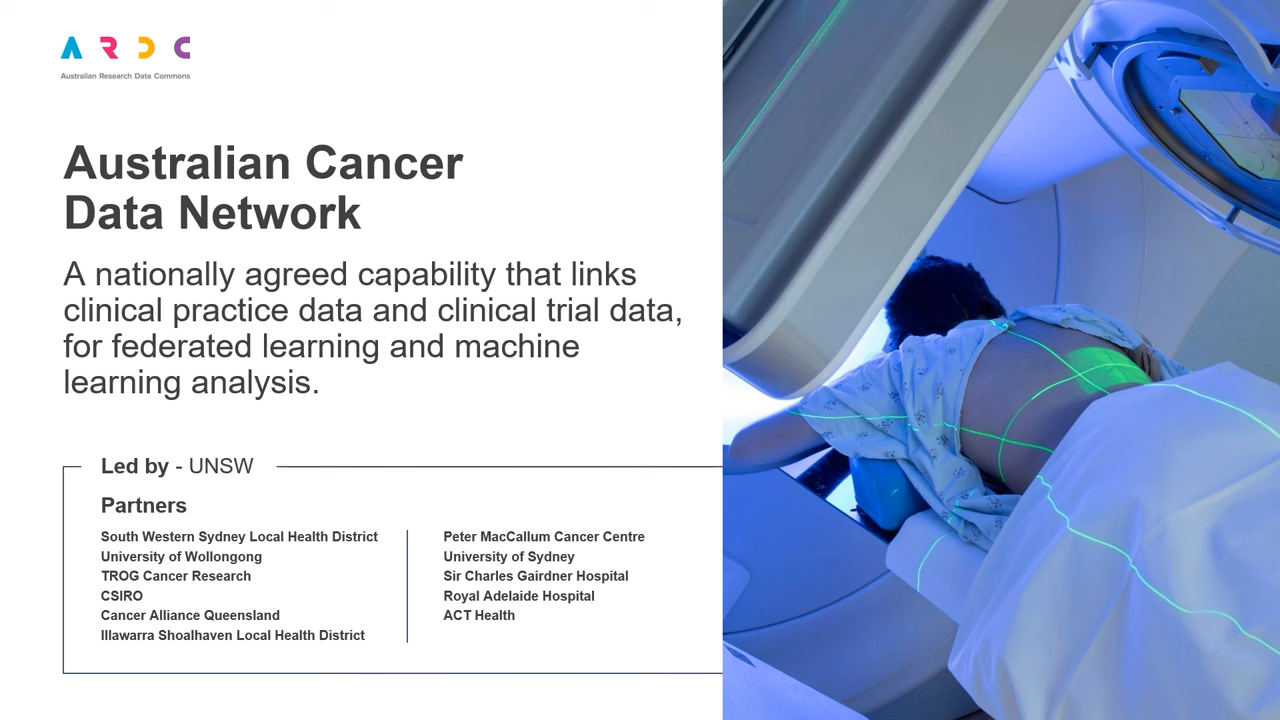 ARDC
Australian Research Data Commons
Australian Cancer
Data Network
A nationally agreed capability that links
clinical practice data and clinical trial data,
for federated learning and machine
learning analysis.
Led by - UNSW
Partners
South Western Sydney Local Health District
University of Wollongong
TROG Cancer Research
CSIRO
Cancer Alliance Queensland
Illawarra Shoalhaven Local Health District
Peter MacCallum Cancer Centre
University of Sydney
Sir Charles Gairdner Hospital
Royal Adelaide Hospital
ACT Health